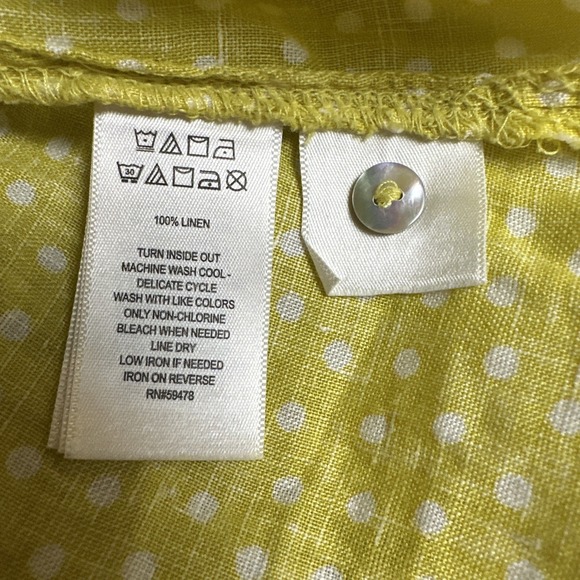 30
100% LINEN
TURN INSIDE OUT
MACHINE WASH COOL -
DELICATE CYCLE
WASH WITH LIKE COLORS
ONLY NON-CHLORINE
BLEACH WHEN NEEDED
LINE DRY
LOW IRON IF NEEDED
IRON ON REVERSE
RN#59478